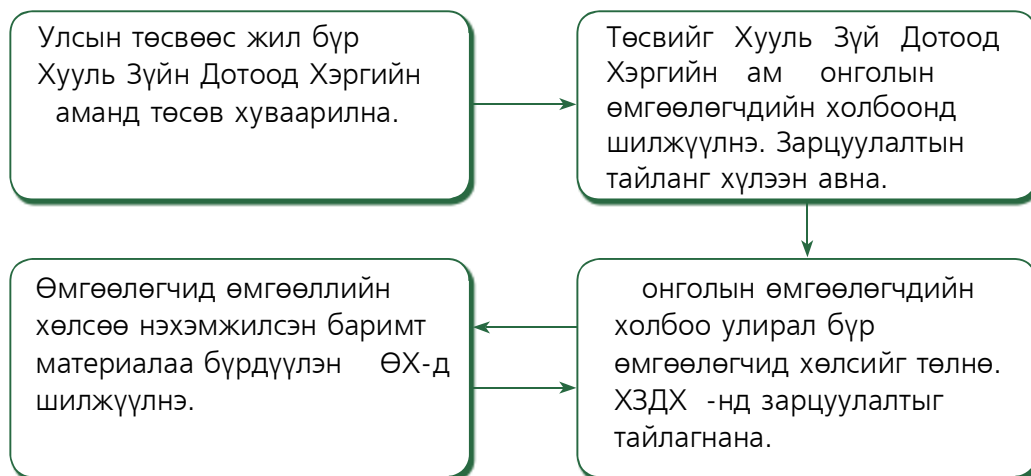 Улсын төсвөөс жил бүр
Хууль Зүйн Дотоод Хэргийн
аманд төсөв хуваарилна.
Төсвийг Хууль Зүй Дотоод
Хэргийн ам онголын
өмгөөлөгчдийн холбоонд
шилжүүлнэ. Зарцуулалтын
тайланг хүлээн авна.
Өмгөөлөгчид өмгөөллийн
хөлсөө нэхэмжилсэн баримт
материалаа бүрдүүлэн ӨХ-д
шилжүүлнэ.
онголын өмгөөлөгчдийн
холбоо улирал бүр
өмгөөлөгчид хөлсийг төлнө.
ХЗДХ -нд зарцуулалтыг
тайлагнана.